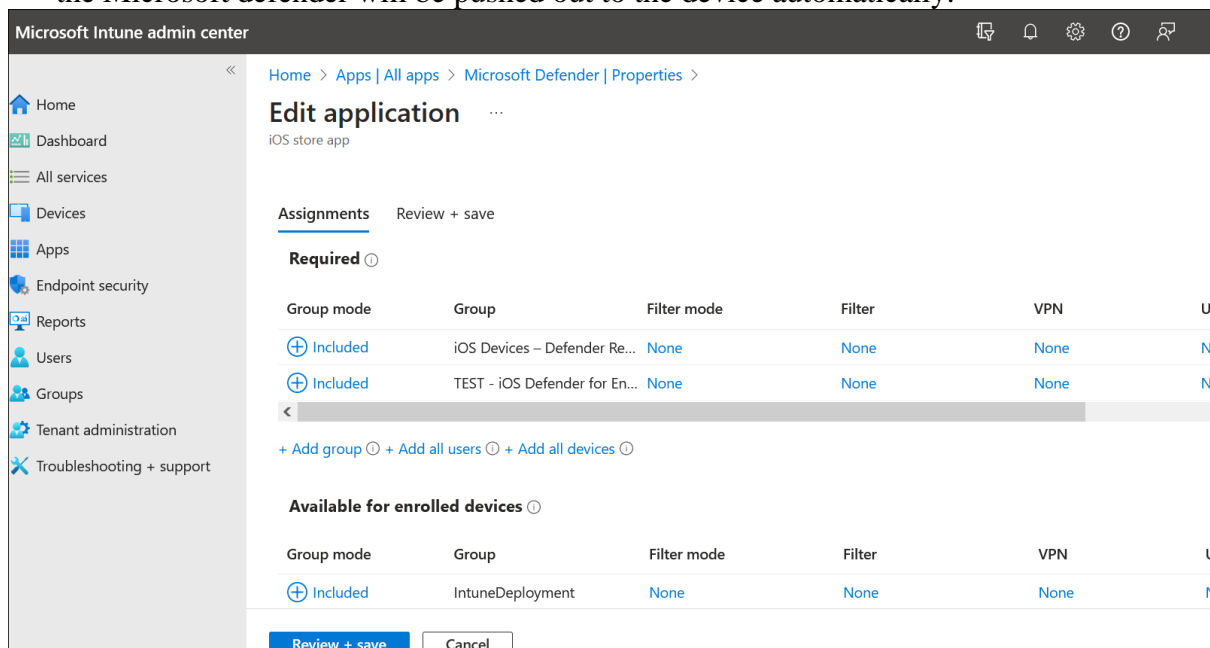 the Microsoft defender will be pushed out to the device automatically.
Microsoft Intune admin center
«
Home > Apps | All apps > Microsoft Defender | Properties >
Edit application ...
iOS store app
Home
Dashboard
All services
Devices
Apps
Endpoint security
Reports
Users
Groups
Tenant administration
Troubleshooting + support
Assignments Review + save
Required
Group mode Group Filter mode Filter VPN U
Included iOS Devices – Defender Re... None None None N
Included TEST - iOS Defender for En... None None None N
+ Add group + Add all users + Add all devices
Available for enrolled devices
Group mode Group Filter mode Filter VPN
Included IntuneDeployment None None None
Review + save Cancel